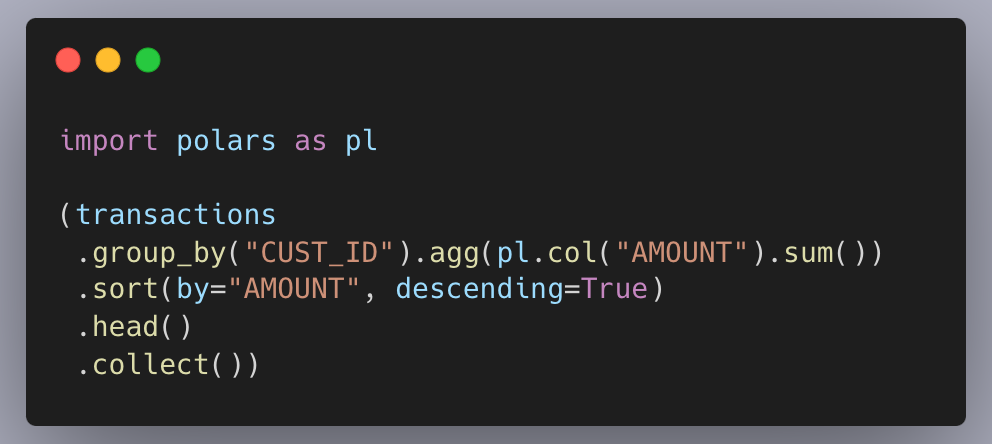 import polars as pl

(transactions
 .group_by("CUST_ID").agg(pl.col("AMOUNT").sum())
 .sort(by="AMOUNT", descending=True)
 .head()
 .collect())